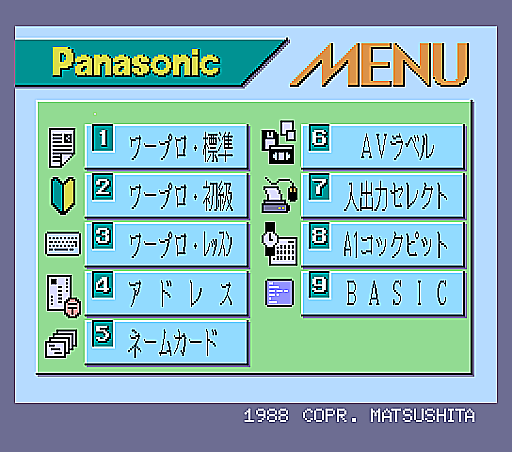 Panasonic MENU
1 ワープロ・標準
2 ワープロ・初級
3 ワープロ・レッスン
4 アドレス
5 ネームカード
6 AVラベル
7 入出力セレクト
8 A1コックピット
9 BASIC
1988 COPR. MATSUSHITA